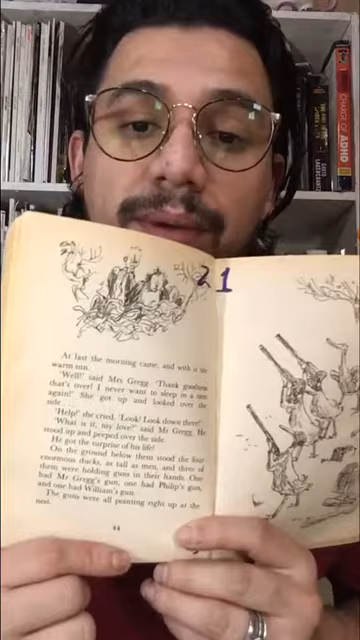 21
At last the morning came, and with it the
warm sun.
'Well!' said Mrs Gregg 'Thank goodness
that's over! I never want to sleep in a nest
again!' She got up and looked over the
side . . .
'Help!' she cried. 'Look! Look down there!'
'What is it, my love?' said Mr Gregg. He
stood up and peeped over the side.
He got the surprise of his life!
On the ground below them stood the four
enormous ducks, as tall as men, and three of
them were holding guns in their hands. One
had Mr Gregg's gun, one had Philip's gun,
and one had William's gun.
The guns were all pointing right up at the
nest.
44
CHARGE OF ADHD